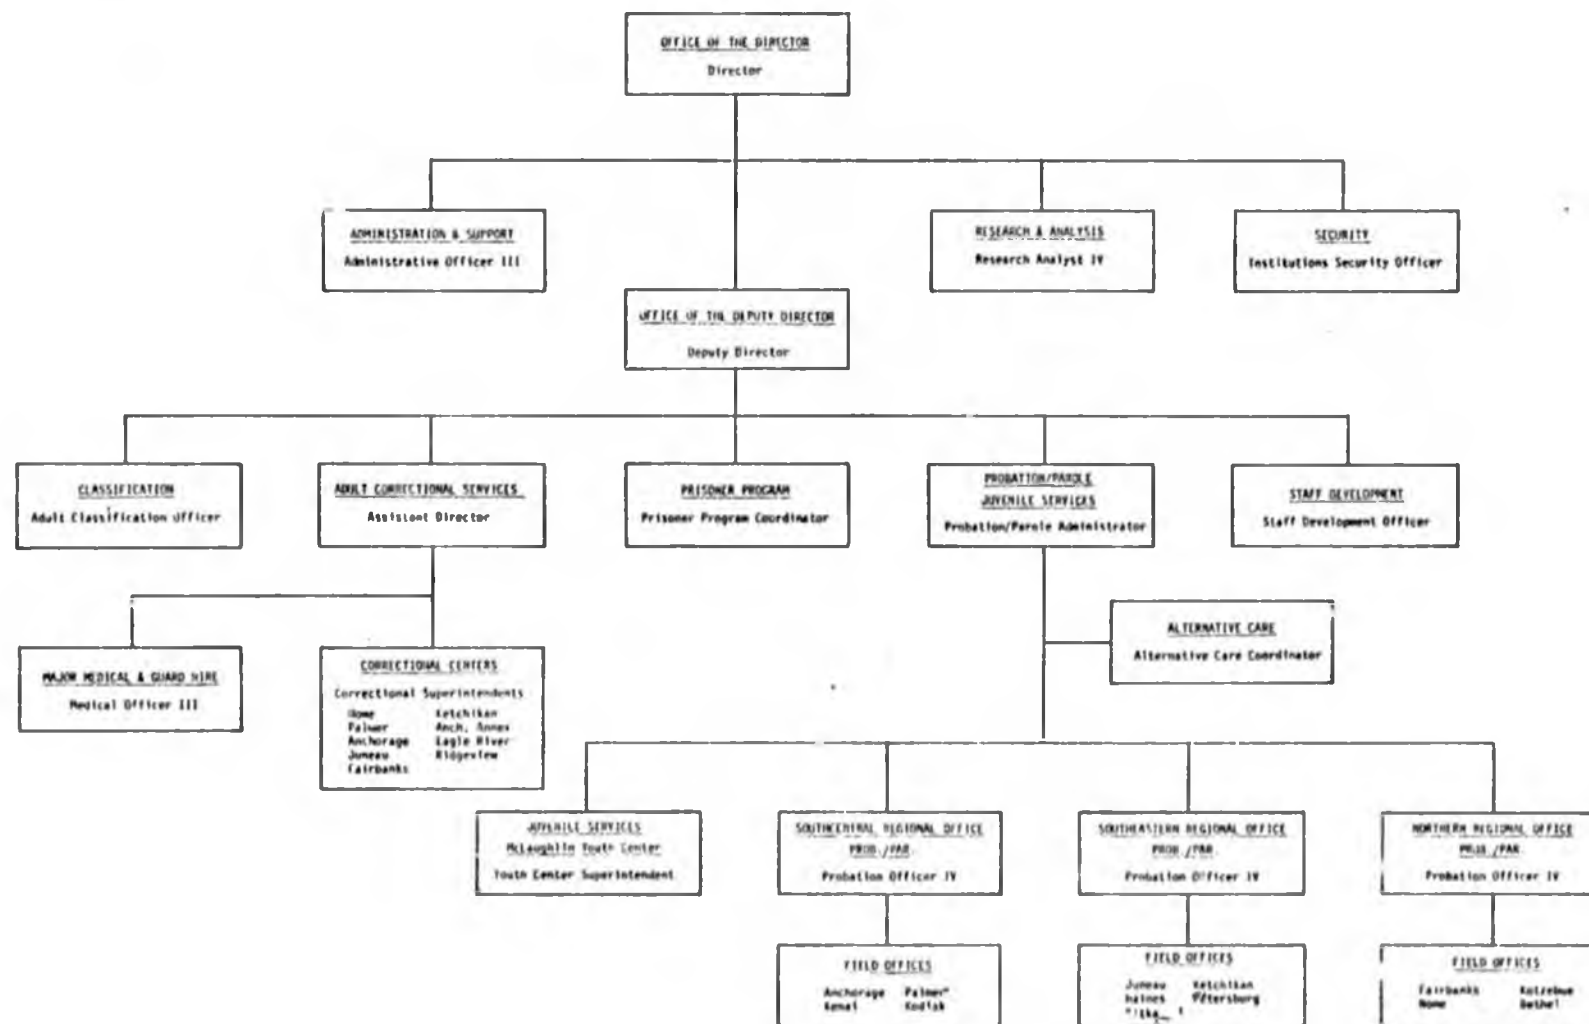 OFFICE OF THE DIRECTOR
Director
ADMINISTRATION & SUPPORT
Administrative Officer III
RESEARCH & ANALYSIS
Research Analyst IV
SECURITY
Institutions Security Officer
OFFICE OF THE DEPUTY DIRECTOR
Deputy Director
CLASSIFICATION
Adult Classification Officer
ADULT CORRECTIONAL SERVICES
Assistant Director
PRISONER PROGRAM
Prisoner Program Coordinator
PROBATION/PAROLE
JUVENILE SERVICES
Probation/Parole Administrator
STAFF DEVELOPMENT
Staff Development Officer
ALTERNATIVE CARE
Alternative Care Coordinator
MAJOR MEDICAL & GUARD HIRE
Medical Officer III
CORRECTIONAL CENTERS
Correctional Superintendents
Nome Ketchikan
Palmer Anch. Annex
Anchorage Eagle River
Juneau Ridgeview
Fairbanks
JUVENILE SERVICES
McLaughlin Youth Center
Youth Center Superintendent
SOUTHCENTRAL REGIONAL OFFICE
PROB./PAR.
Probation Officer IV
SOUTHEASTERN REGIONAL OFFICE
PROB./PAR.
Probation Officer IV
NORTHERN REGIONAL OFFICE
PROB./PAR.
Probation Officer IV
FIELD OFFICES
Anchorage Palmer
Kenai Kodiak
FIELD OFFICES
Juneau Ketchikan
Haines Petersburg
FIELD OFFICES
Fairbanks Kotzebue
Nome Bethel